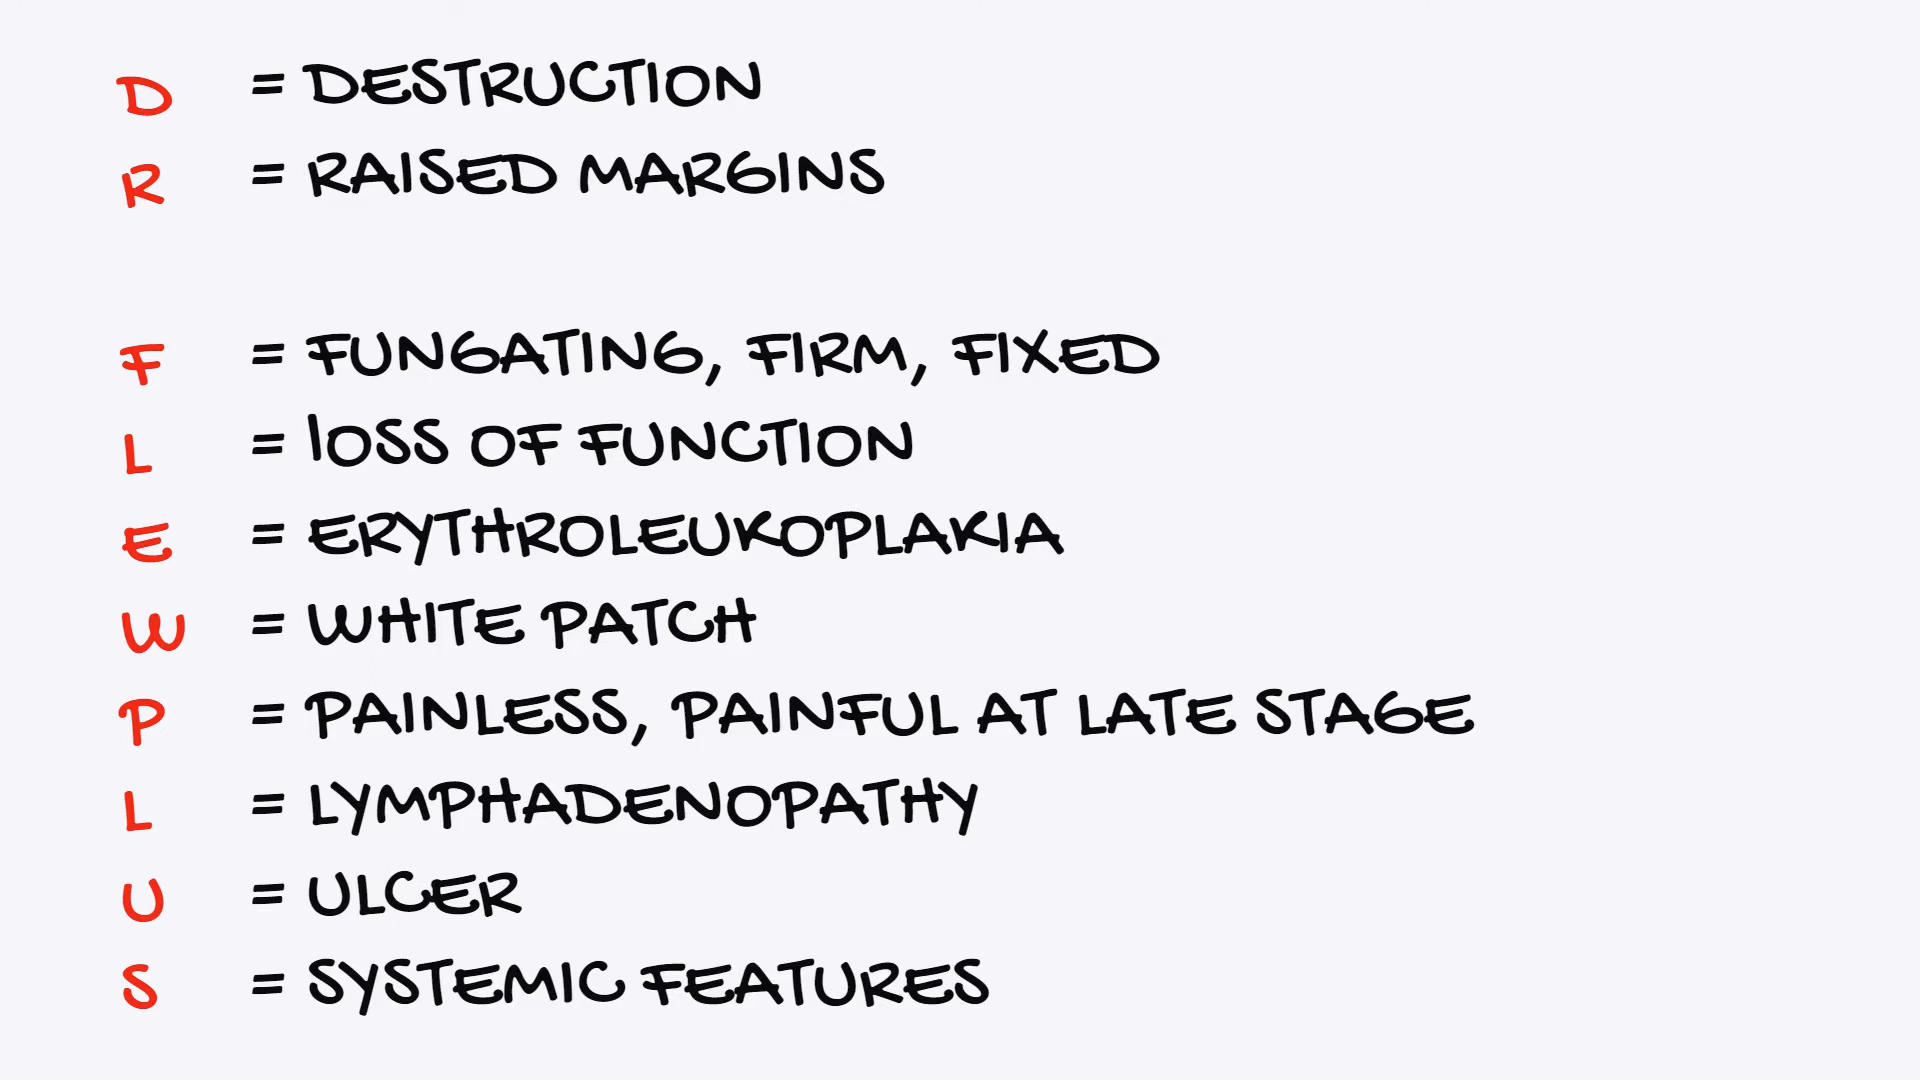 D = DESTRUCTION
R = RAISED MARGINS
F = FUNGATING, FIRM, FIXED
L = LOSS OF FUNCTION
E = ERYTHROLEUKOPLAKIA
W = WHITE PATCH
P = PAINLESS, PAINFUL AT LATE STAGE
L = LYMPHADENOPATHY
U = ULCER
S = SYSTEMIC FEATURES